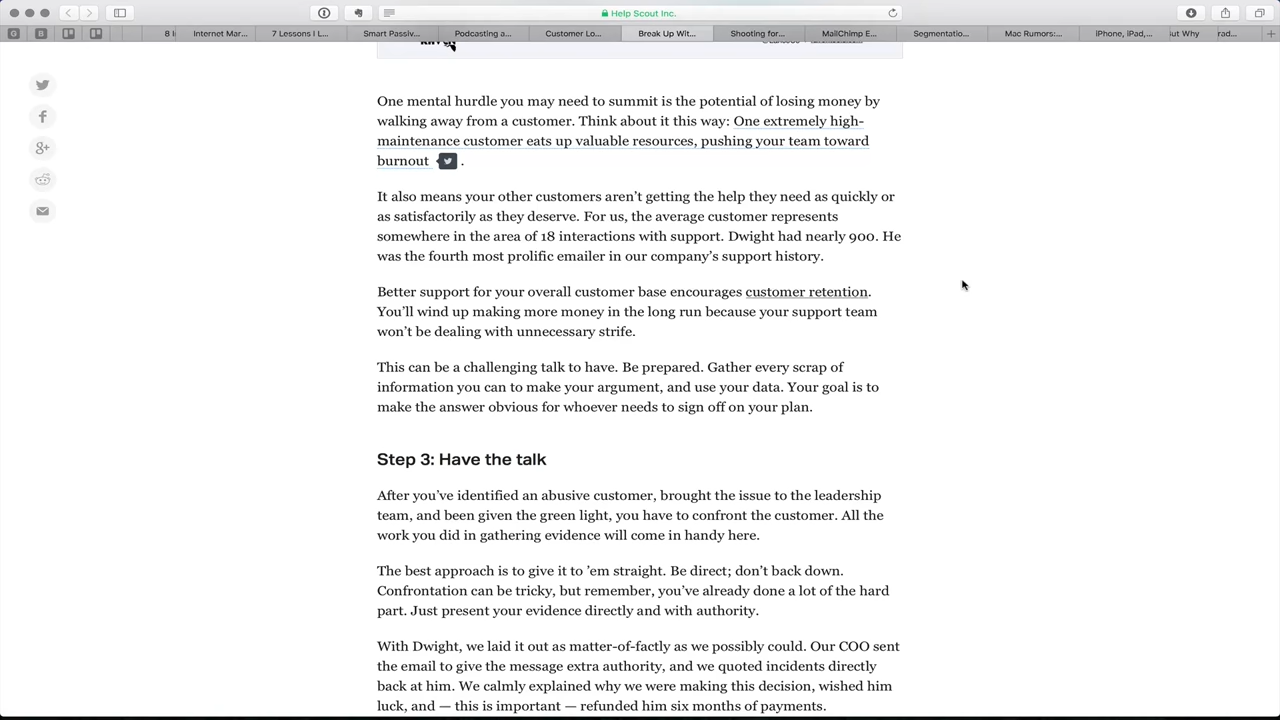 Help Scout Inc.
G B 8 I Internet Mar... 7 Lessons I L... Smart Passiv... Podcasting a... Customer Lo... Break Up Wit... Shooting for... MailChimp E... Segmentatio... Mac Rumors:... iPhone, iPad,... ut Why rad... +
One mental hurdle you may need to summit is the potential of losing money by
walking away from a customer. Think about it this way: One extremely high-
maintenance customer eats up valuable resources, pushing your team toward
burnout .
It also means your other customers aren’t getting the help they need as quickly or
as satisfactorily as they deserve. For us, the average customer represents
somewhere in the area of 18 interactions with support. Dwight had nearly 900. He
was the fourth most prolific emailer in our company’s support history.
Better support for your overall customer base encourages customer retention.
You’ll wind up making more money in the long run because your support team
won’t be dealing with unnecessary strife.
This can be a challenging talk to have. Be prepared. Gather every scrap of
information you can to make your argument, and use your data. Your goal is to
make the answer obvious for whoever needs to sign off on your plan.
Step 3: Have the talk
After you’ve identified an abusive customer, brought the issue to the leadership
team, and been given the green light, you have to confront the customer. All the
work you did in gathering evidence will come in handy here.
The best approach is to give it to ’em straight. Be direct; don’t back down.
Confrontation can be tricky, but remember, you’ve already done a lot of the hard
part. Just present your evidence directly and with authority.
With Dwight, we laid it out as matter-of-factly as we possibly could. Our COO sent
the email to give the message extra authority, and we quoted incidents directly
back at him. We calmly explained why we were making this decision, wished him
luck, and — this is important — refunded him six months of payments.